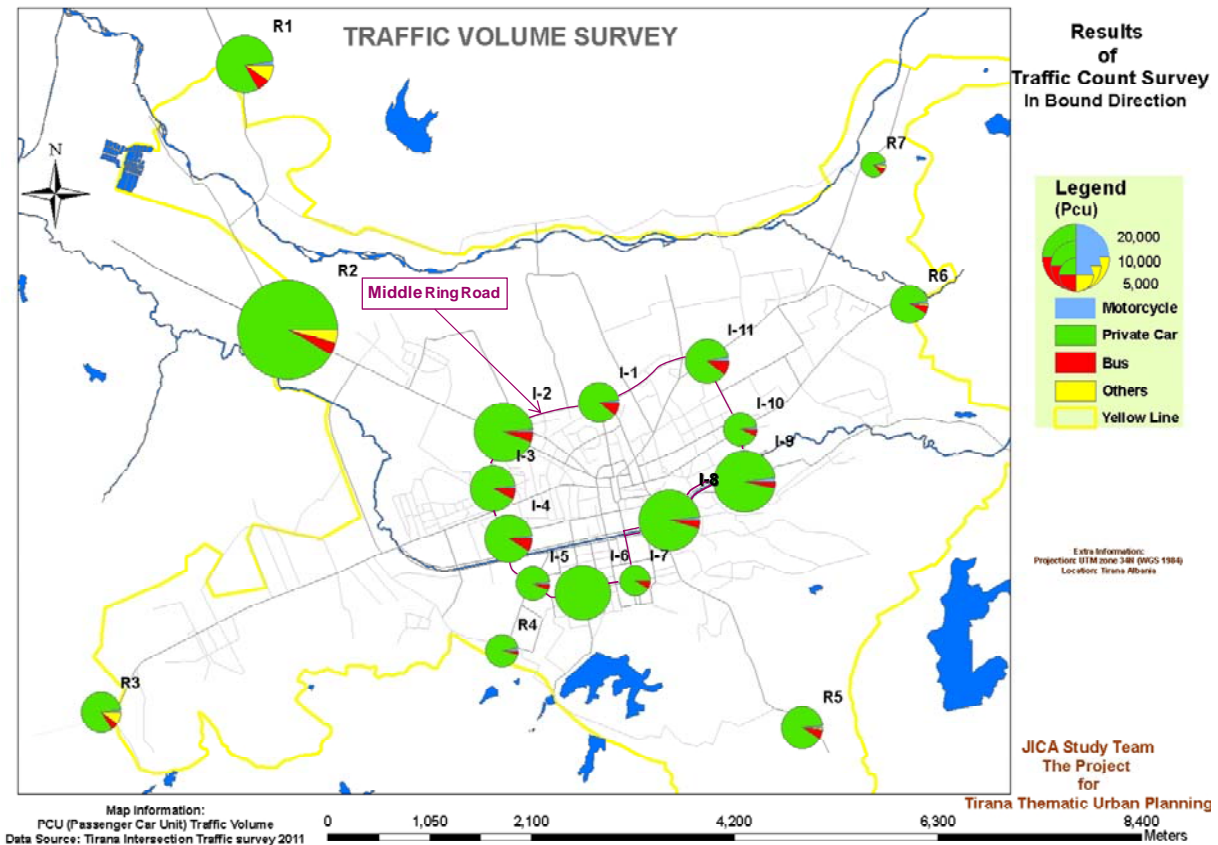 TRAFFIC VOLUME SURVEY
Results
of
Traffic Count Survey
In Bound Direction
R1
R7
N
R2
Middle Ring Road
R6
I-11
I-1
I-2
I-10
I-9
I-3
I-8
I-4
I-5
I-6
I-7
R4
R3
R5
Legend
(Pcu)
20,000
10,000
5,000
Motorcycle
Private Car
Bus
Others
Yellow Line
Extra Information:
Projection: UTM zone 34N (WGS 1984)
Location: Tirana Albania
JICA Study Team
The Project
for
Tirana Thematic Urban Planning
Map Information:
PCU (Passenger Car Unit) Traffic Volume
Data Source: Tirana Intersection Traffic survey 2011
0 1,050 2,100 4,200 6,300 8,400
Meters